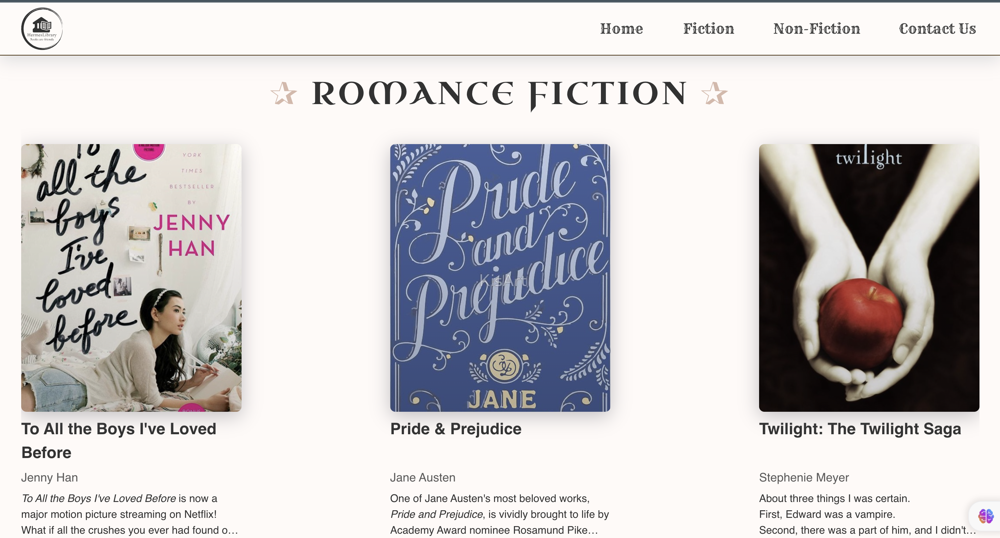 HermesLibrary
Books are friends
Home
Fiction
Non-Fiction
Contact Us
ROMANCE FICTION
To
all the
boys
I've
loved
before
A MAJOR MOTION
PICTURE
YORK
TIMES
BESTSELLER
BY
JENNY
HAN
BONUS
To All the Boys I've Loved
Before
Jenny Han
To All the Boys I've Loved Before is now a
major motion picture streaming on Netflix!
What if all the crushes you ever had found o…
Pride
and
Prejudice
KisArt
JANE
Pride & Prejudice
Jane Austen
One of Jane Austen's most beloved works,
Pride and Prejudice, is vividly brought to life by
Academy Award nominee Rosamund Pike…
twilight
Twilight: The Twilight Saga
Stephenie Meyer
About three things I was certain.
First, Edward was a vampire.
Second, there was a part of him, and I didn't…